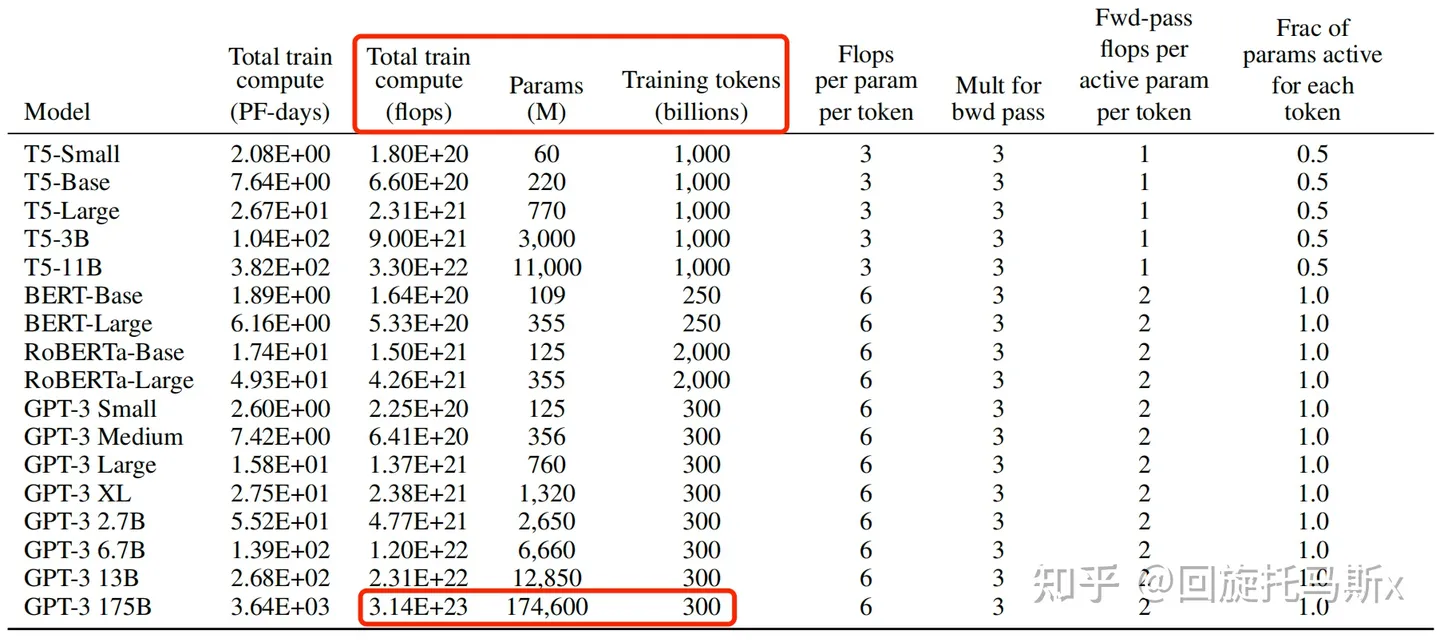 Model Total train compute (PF-days) Total train compute (flops) Params (M) Training tokens (billions) Flops per param per token Mult for bwd pass Fwd-pass flops per active param per token Frac of params active for each token
T5-Small 2.08E+00 1.80E+20 60 1,000 3 3 1 0.5
T5-Base 7.64E+00 6.60E+20 220 1,000 3 3 1 0.5
T5-Large 2.67E+01 2.31E+21 770 1,000 3 3 1 0.5
T5-3B 1.04E+02 9.00E+21 3,000 1,000 3 3 1 0.5
T5-11B 3.82E+02 3.30E+22 11,000 1,000 3 3 1 0.5
BERT-Base 1.89E+00 1.64E+20 109 250 6 3 2 1.0
BERT-Large 6.16E+00 5.33E+20 355 250 6 3 2 1.0
RoBERTa-Base 1.74E+01 1.50E+21 125 2,000 6 3 2 1.0
RoBERTa-Large 4.93E+01 4.26E+21 355 2,000 6 3 2 1.0
GPT-3 Small 2.60E+00 2.25E+20 125 300 6 3 2 1.0
GPT-3 Medium 7.42E+00 6.41E+20 356 300 6 3 2 1.0
GPT-3 Large 1.58E+01 1.37E+21 760 300 6 3 2 1.0
GPT-3 XL 2.75E+01 2.38E+21 1,320 300 6 3 2 1.0
GPT-3 2.7B 5.52E+01 4.77E+21 2,650 300 6 3 2 1.0
GPT-3 6.7B 1.39E+02 1.20E+22 6,660 300 6 3 2 1.0
GPT-3 13B 2.68E+02 2.31E+22 12,850 300 6 3 2 1.0
GPT-3 175B 3.64E+03 3.14E+23 174,600 300 6 3 2 1.0
知乎 @回旋托马斯x